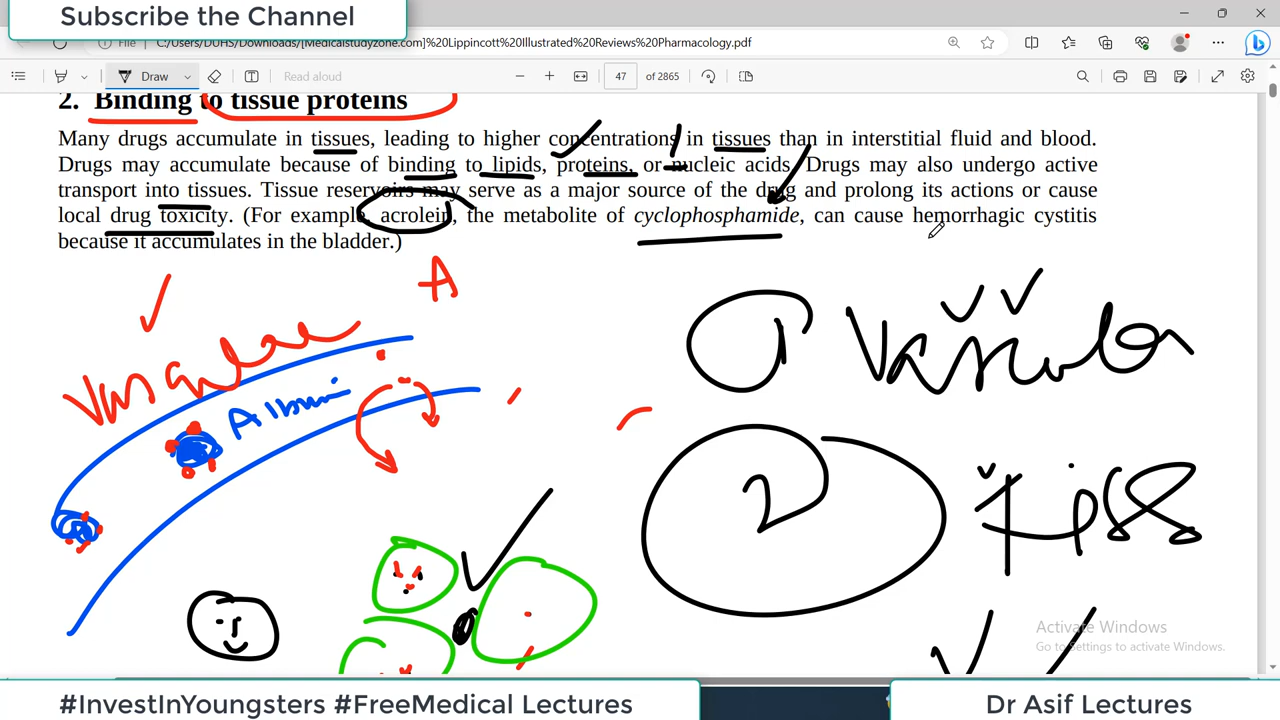 Subscribe the Channel
File C:/Users/DUHS/Downloads/[Medicalstudyzone.com]%20Lippincott%20Illustrated%20Reviews%20Pharmacology.pdf
Draw Read aloud 47 of 2865
2. Binding to tissue proteins
Many drugs accumulate in tissues, leading to higher concentrations in tissues than in interstitial fluid and blood.
Drugs may accumulate because of binding to lipids, proteins, or nucleic acids. Drugs may also undergo active
transport into tissues. Tissue reservoirs may serve as a major source of the drug and prolong its actions or cause
local drug toxicity. (For example, acrolein, the metabolite of cyclophosphamide, can cause hemorrhagic cystitis
because it accumulates in the bladder.)
A
1 Vascular
Vascular
Albumin
2
Activate Windows
Go to Settings to activate Windows.
#InvestInYoungsters #FreeMedical Lectures
Dr Asif Lectures